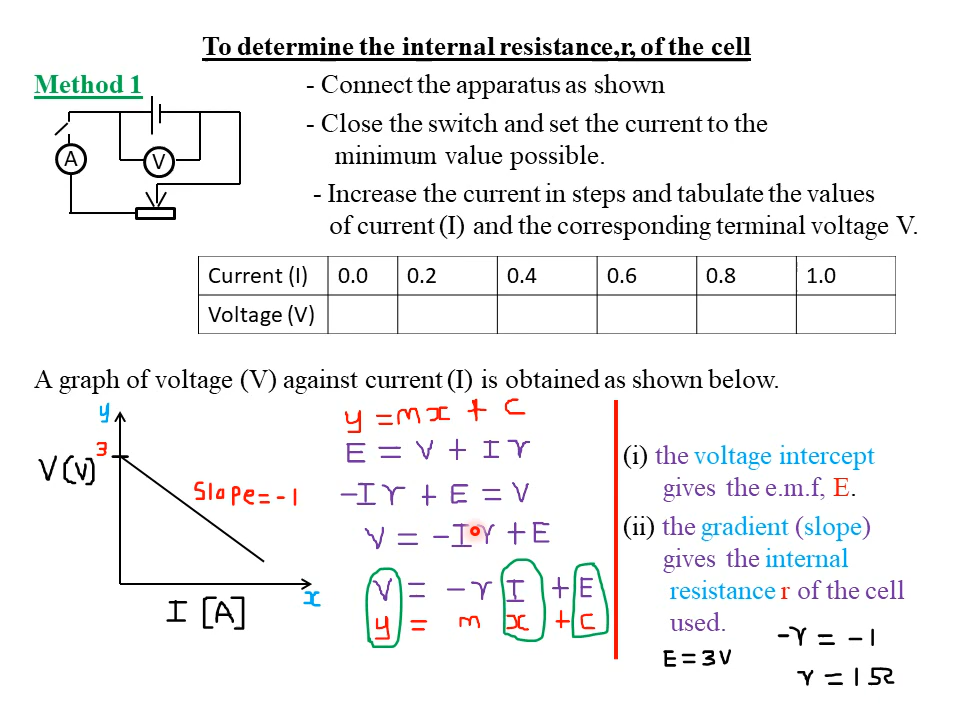 To determine the internal resistance,r, of the cell
Method 1
- Connect the apparatus as shown
- Close the switch and set the current to the
minimum value possible.
- Increase the current in steps and tabulate the values
of current (I) and the corresponding terminal voltage V.
A
V
Current (I) 0.0 0.2 0.4 0.6 0.8 1.0
Voltage (V)
A graph of voltage (V) against current (I) is obtained as shown below.
y
3
V(V)
Slope = -1
I [A]
x
y = mx + c
E = V + Ir
-Ir + E = V
V = -Ir + E
V = -r I + E
y = m x + c
(i) the voltage intercept
gives the e.m.f, E.
(ii) the gradient (slope)
gives the internal
resistance r of the cell
used.
E = 3V
-r = -1
r = 1Ω